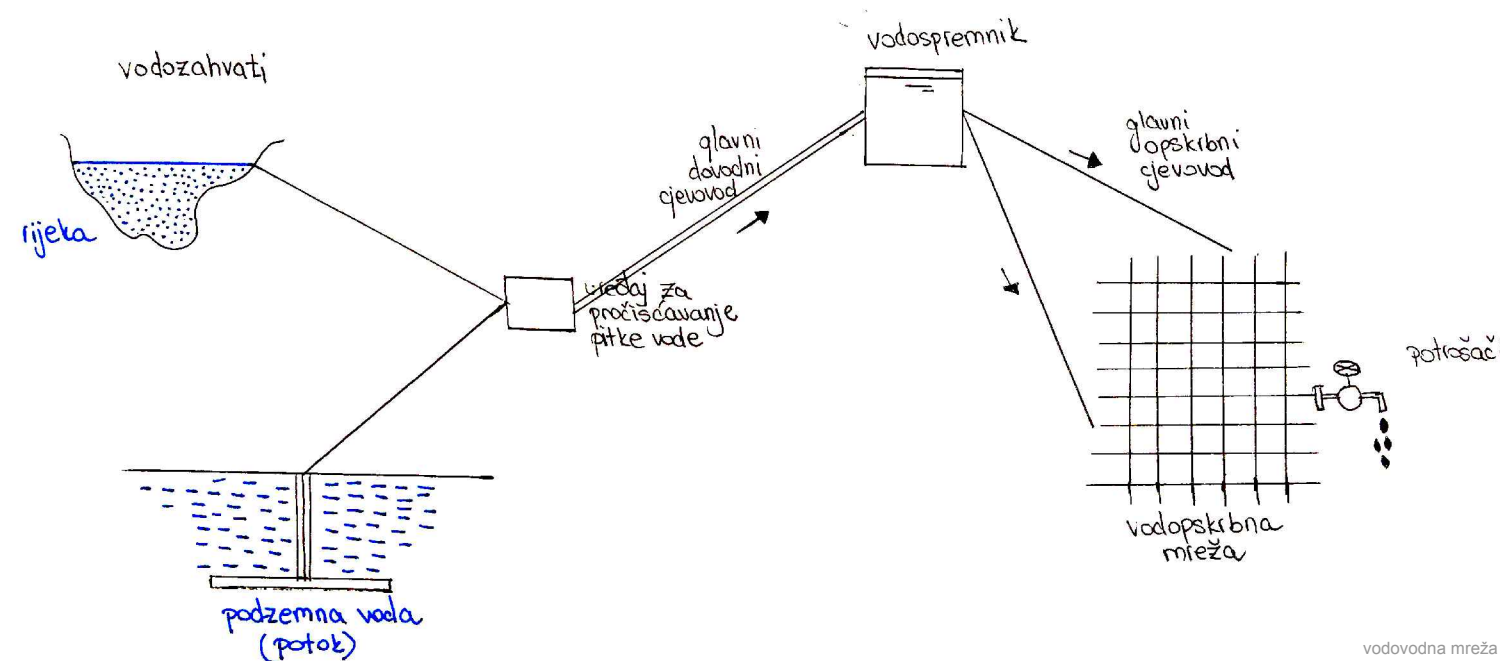 vodozahvati
rijeka
podzemna voda
(potok)
uređaj za
pročišćavanje
pitke vode
glavni
dovodni
cjevovod
vodospremnik
glavni
opskrbni
cjevovod
vodopskrbna
mreža
potrošač
vodovodna mreža